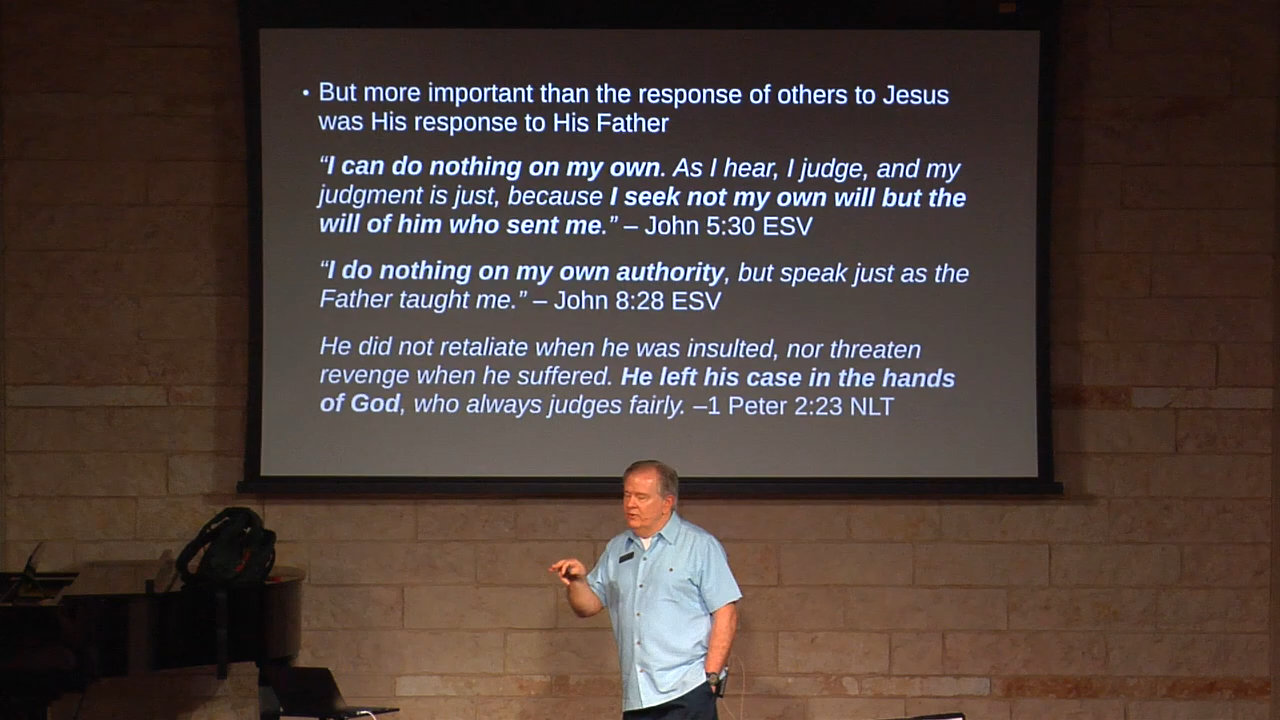 • But more important than the response of others to Jesus
was His response to His Father
“I can do nothing on my own. As I hear, I judge, and my
judgment is just, because I seek not my own will but the
will of him who sent me.” – John 5:30 ESV
“I do nothing on my own authority, but speak just as the
Father taught me.” – John 8:28 ESV
He did not retaliate when he was insulted, nor threaten
revenge when he suffered. He left his case in the hands
of God, who always judges fairly. –1 Peter 2:23 NLT